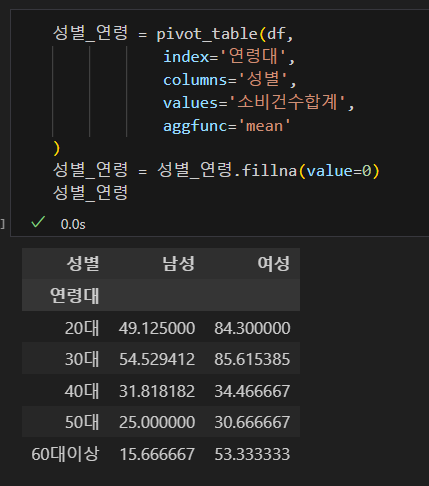 성별_연령 = pivot_table(df,
index='연령대',
columns='성별',
values='소비건수합계',
aggfunc='mean'
)
성별_연령 = 성별_연령.fillna(value=0)
성별_연령
] ✓ 0.0s
성별 남성 여성
연령대
20대 49.125000 84.300000
30대 54.529412 85.615385
40대 31.818182 34.466667
50대 25.000000 30.666667
60대이상 15.666667 53.333333